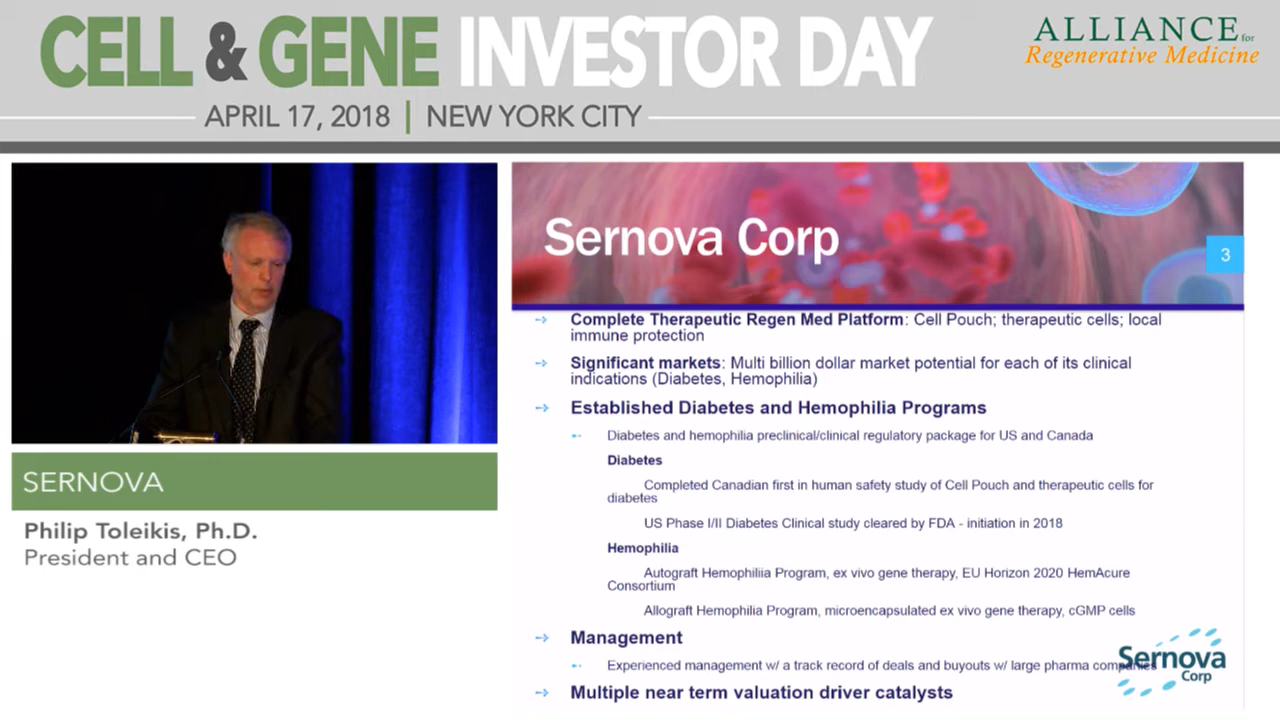 CELL & GENE INVESTOR DAY
APRIL 17, 2018 | NEW YORK CITY
ALLIANCE for
Regenerative Medicine
SERNOVA
Philip Toleikis, Ph.D.
President and CEO
Sernova Corp
3
Complete Therapeutic Regen Med Platform: Cell Pouch; therapeutic cells; local
immune protection
Significant markets: Multi billion dollar market potential for each of its clinical
indications (Diabetes, Hemophilia)
Established Diabetes and Hemophilia Programs
Diabetes and hemophilia preclinical/clinical regulatory package for US and Canada
Diabetes
Completed Canadian first in human safety study of Cell Pouch and therapeutic cells for
diabetes
US Phase I/II Diabetes Clinical study cleared by FDA - initiation in 2018
Hemophilia
Autograft Hemophiliia Program, ex vivo gene therapy, EU Horizon 2020 HemAcure
Consortium
Allograft Hemophilia Program, microencapsulated ex vivo gene therapy, cGMP cells
Management
Experienced management w/ a track record of deals and buyouts w/ large pharma companies
Multiple near term valuation driver catalysts
Sernova
Corp